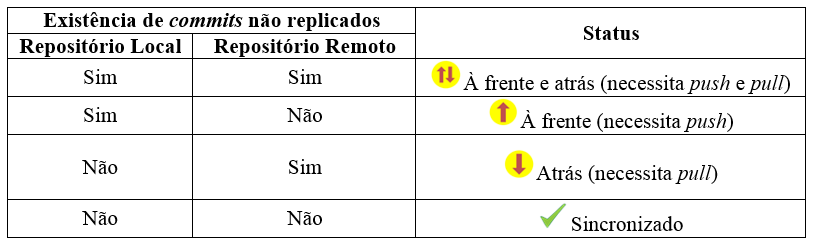 Existência de commits não replicados
Status
Repositório Local
Repositório Remoto
Sim
Sim
À frente e atrás (necessita push e pull)
Sim
Não
À frente (necessita push)
Não
Sim
Atrás (necessita pull)
Não
Não
Sincronizado